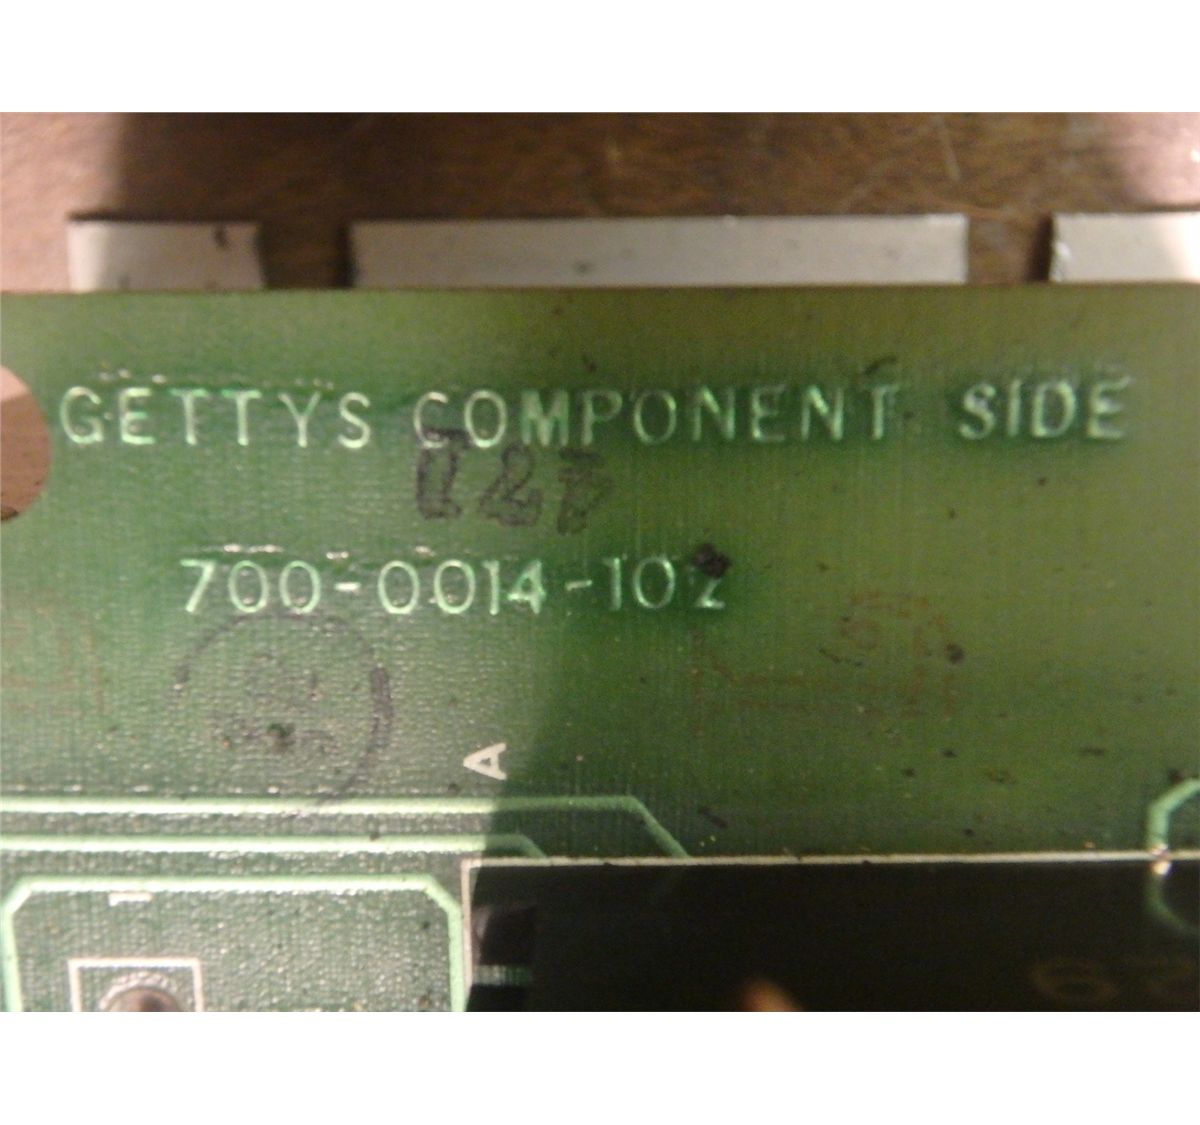 GETTYS COMPONENT SIDE
700-0014-102
A